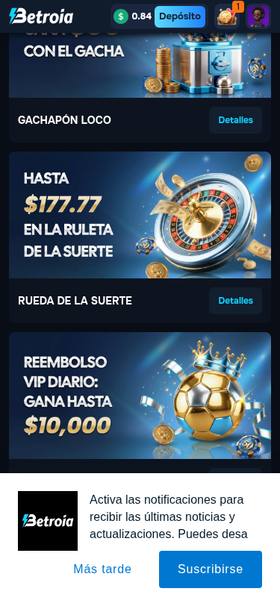 Betroia
$ 0.84 Depósito
1
CON EL GACHA
GACHAPÓN LOCO
Detalles
HASTA
$177.77
EN LA RULETA
DE LA SUERTE
RUEDA DE LA SUERTE
Detalles
REEMBOLSO
VIP DIARIO:
GANA HASTA
$10,000
Betroia
Activa las notificaciones para
recibir las últimas noticias y
actualizaciones. Puedes desa
Más tarde
Suscribirse